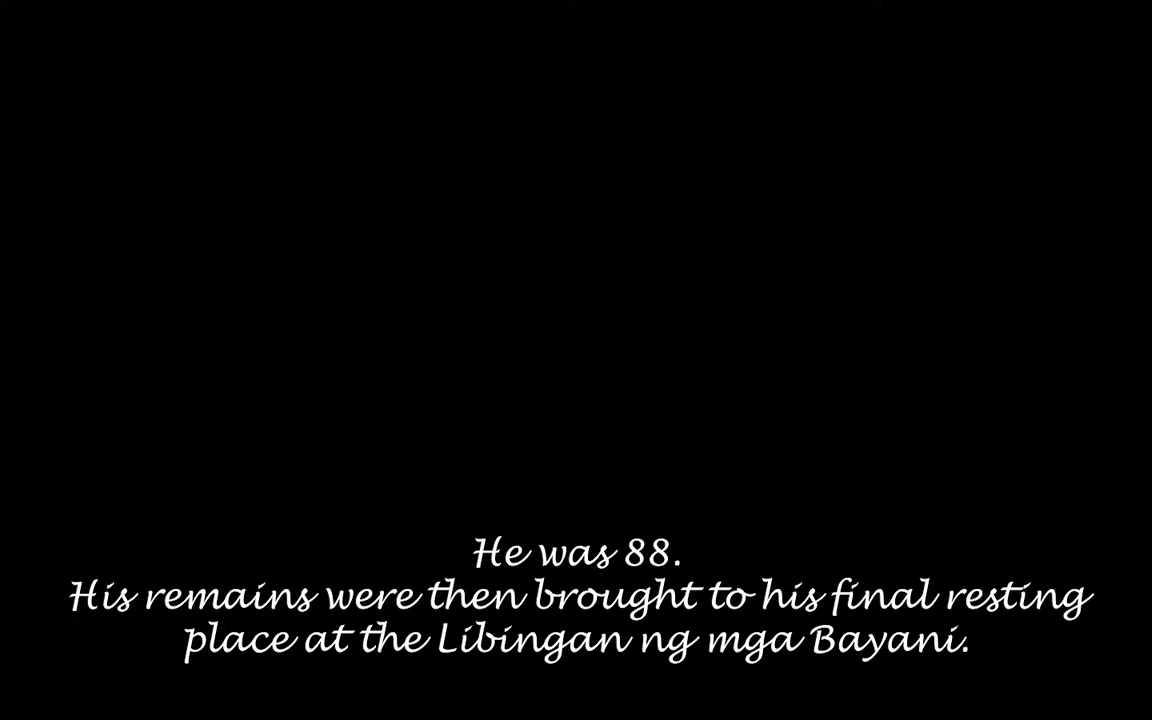 He was 88.
His remains were then brought to his final resting
place at the Libingan ng mga Bayani.